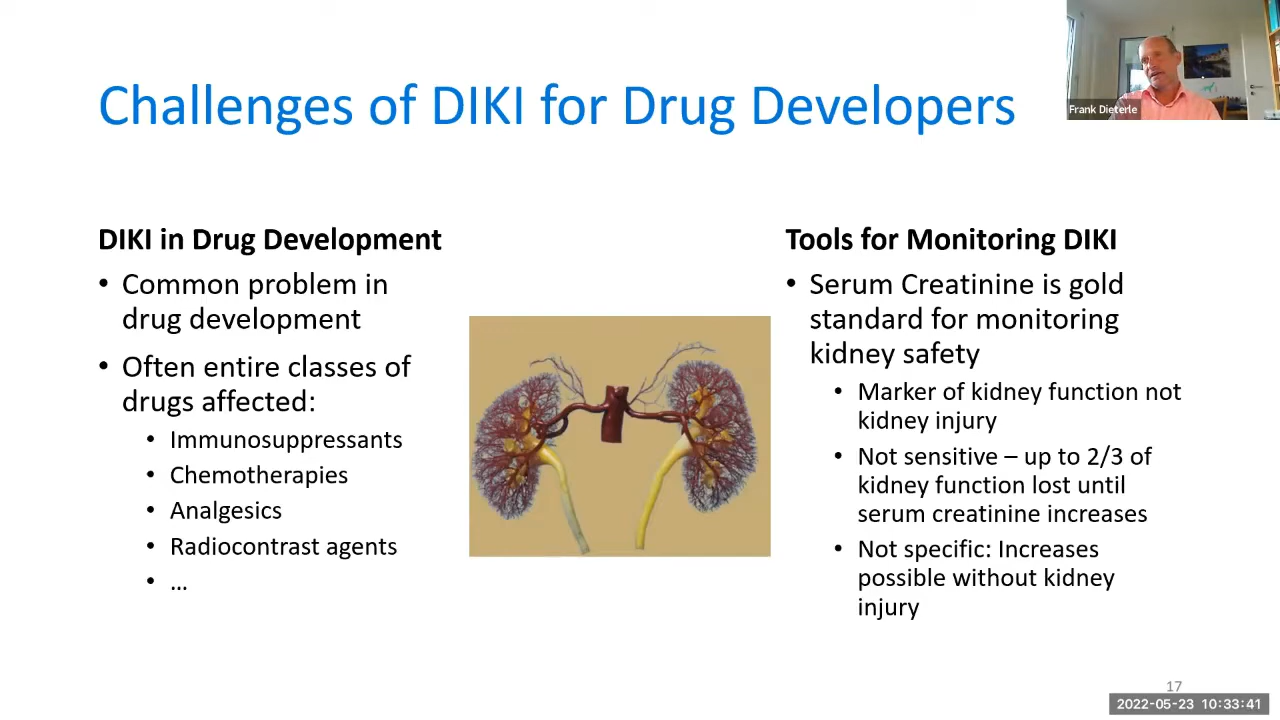 Challenges of DIKI for Drug Developers
Frank Dieterle
DIKI in Drug Development
• Common problem in
drug development
• Often entire classes of
drugs affected:
• Immunosuppressants
• Chemotherapies
• Analgesics
• Radiocontrast agents
• ...
Tools for Monitoring DIKI
• Serum Creatinine is gold
standard for monitoring
kidney safety
• Marker of kidney function not
kidney injury
• Not sensitive – up to 2/3 of
kidney function lost until
serum creatinine increases
• Not specific: Increases
possible without kidney
injury
17
2022-05-23 10:33:41